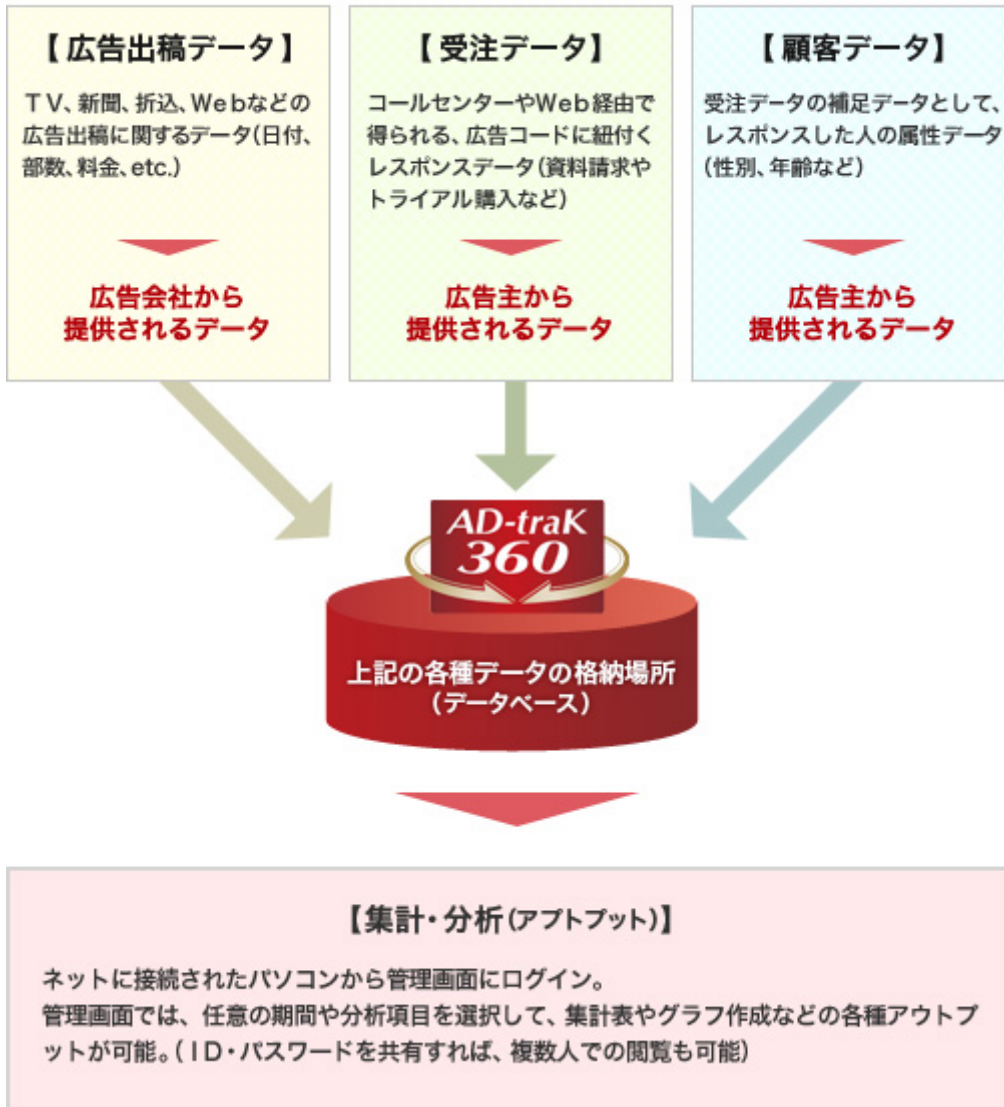 【広告出稿データ】
TV、新聞、折込、Webなどの
広告出稿に関するデータ(日付、
部数、料金、etc.)
広告会社から
提供されるデータ
【受注データ】
コールセンターやWeb経由で
得られる、広告コードに紐付く
レスポンスデータ(資料請求や
トライアル購入など)
広告主から
提供されるデータ
【顧客データ】
受注データの補足データとして、
レスポンスした人の属性データ
(性別、年齢など)
広告主から
提供されるデータ
AD-traK
360
上記の各種データの格納場所
(データベース)
【集計・分析(アプトプット)】
ネットに接続されたパソコンから管理画面にログイン。
管理画面では、任意の期間や分析項目を選択して、集計表やグラフ作成などの各種アウトプ
ットが可能。(ID・パスワードを共有すれば、複数人での閲覧も可能)